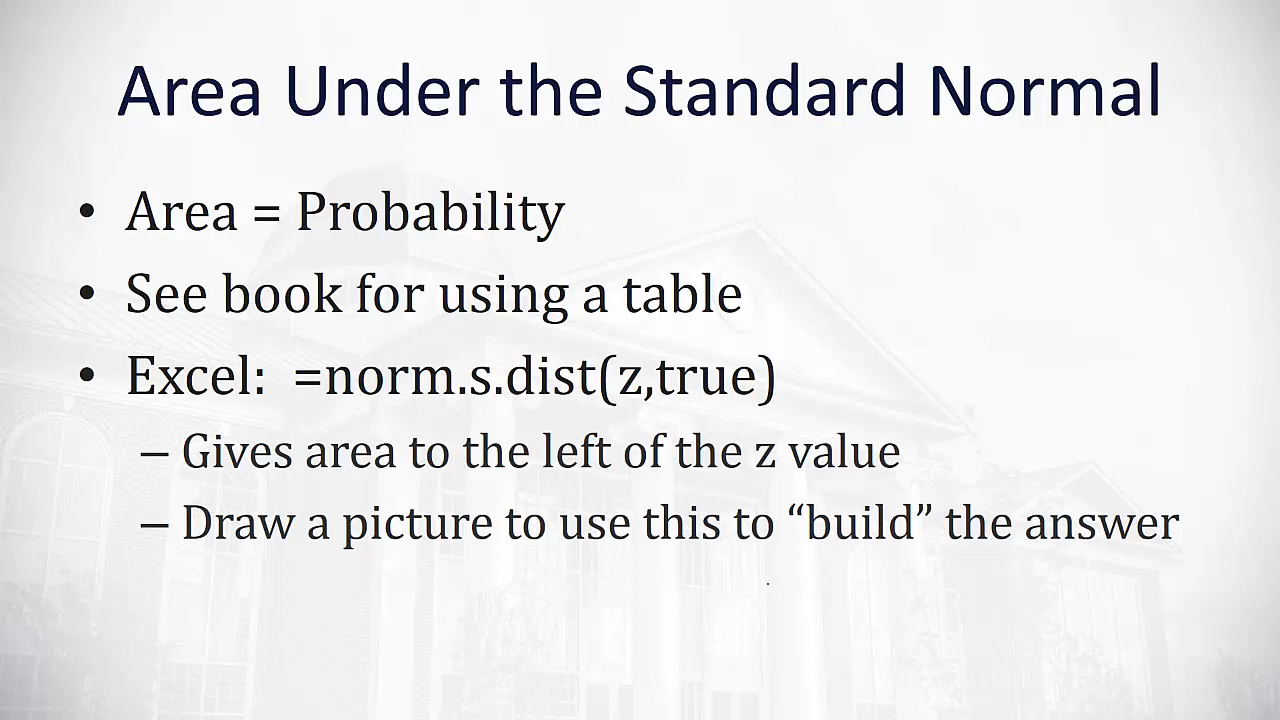 Area Under the Standard Normal
• Area = Probability
• See book for using a table
• Excel:  =norm.s.dist(z,true)
– Gives area to the left of the z value
– Draw a picture to use this to “build” the answer